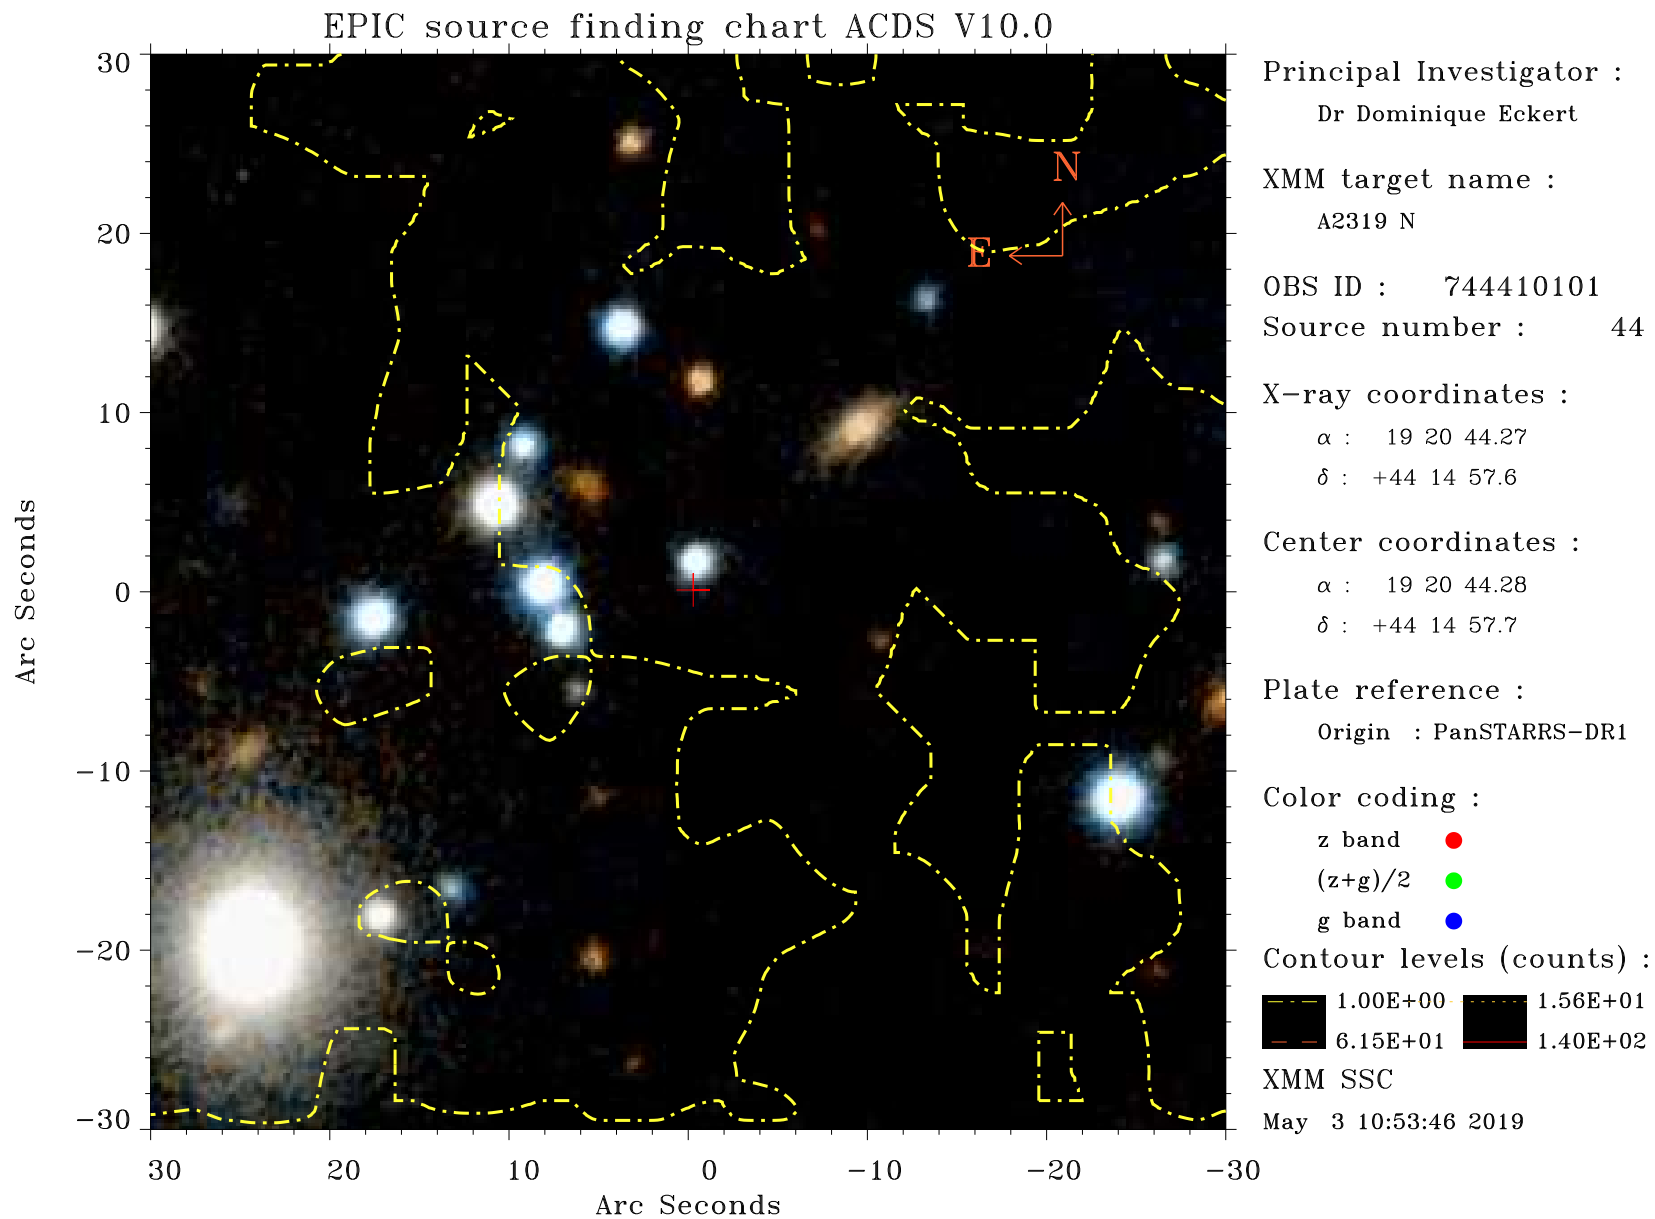 EPIC source finding chart ACDS V10.0
30
20
10
0
−10
−20
−30
Arc Seconds
30
20
10
0
−10
−20
−30
Arc Seconds
N
E
Principal Investigator :
Dr Dominique Eckert
XMM target name :
A2319 N
OBS ID : 744410101
Source number : 44
X−ray coordinates :
α : 19 20 44.27
δ : +44 14 57.6
Center coordinates :
α : 19 20 44.28
δ : +44 14 57.7
Plate reference :
Origin : PanSTARRS−DR1
Color coding :
z band
(z+g)/2
g band
Contour levels (counts) :
1.00E+00 1.56E+01
6.15E+01 1.40E+02
XMM SSC
May 3 10:53:46 2019